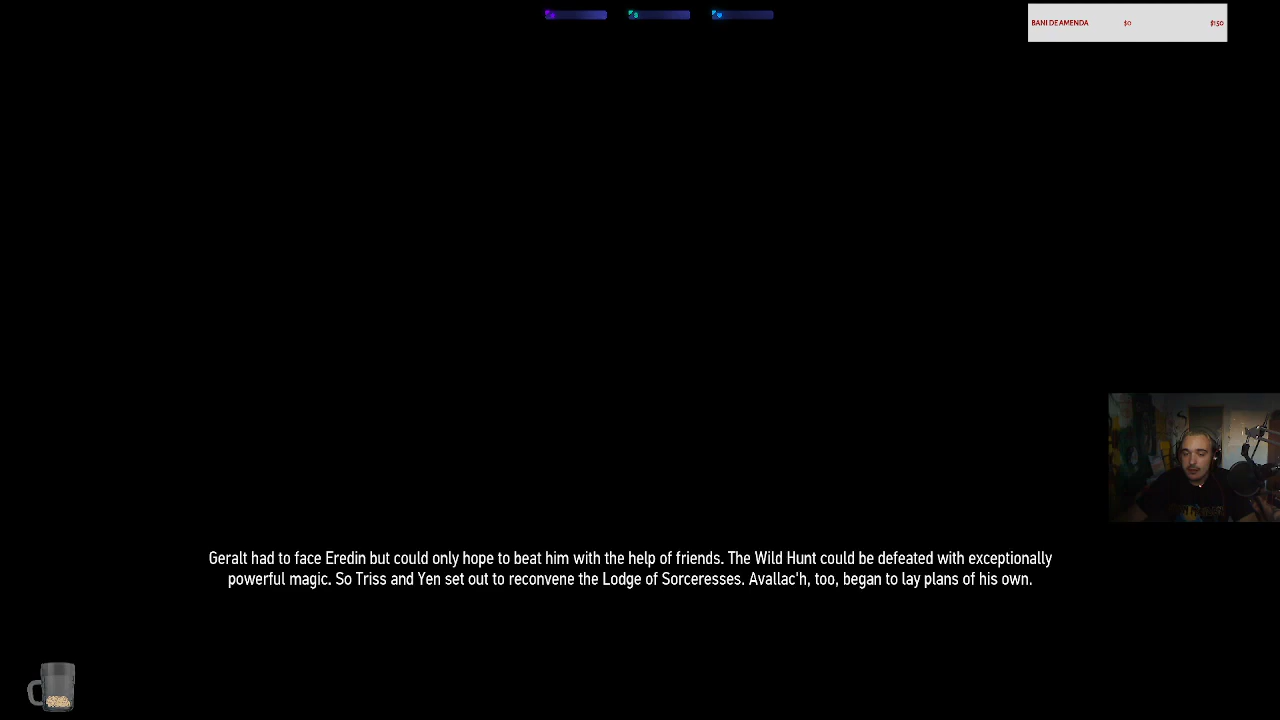 BANI DE AMENDA $0 $150
Geralt had to face Eredin but could only hope to beat him with the help of friends. The Wild Hunt could be defeated with exceptionally
powerful magic. So Triss and Yen set out to reconvene the Lodge of Sorceresses. Avallac'h, too, began to lay plans of his own.